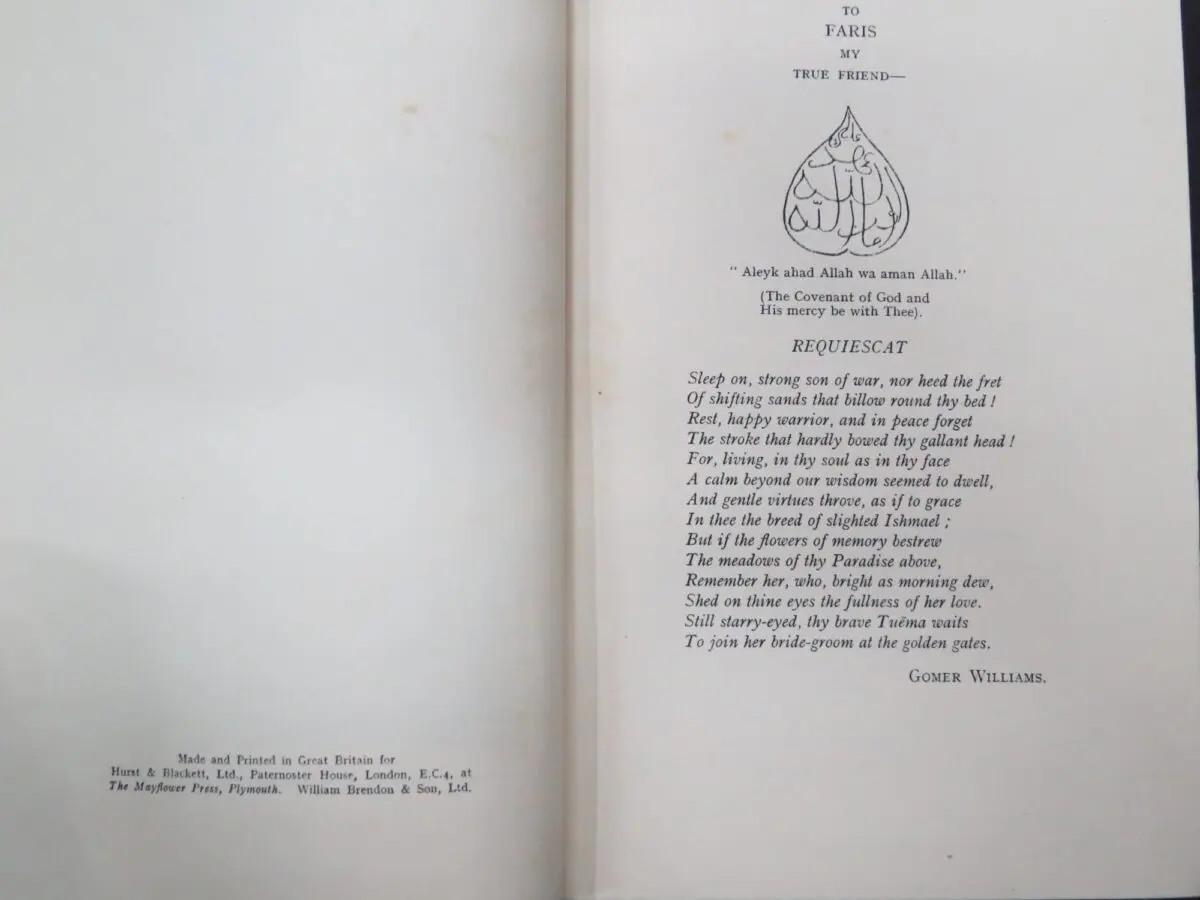 Made and Printed in Great Britain for
Hurst & Blackett, Ltd., Paternoster House, London, E.C.4, at
The Mayflower Press, Plymouth. William Brendon & Son, Ltd.
TO
FARIS
MY
TRUE FRIEND—
عليك
عهد
الله
وامان الله
" Aleyk ahad Allah wa aman Allah."
(The Covenant of God and
His mercy be with Thee).
REQUIESCAT
Sleep on, strong son of war, nor heed the fret
Of shifting sands that billow round thy bed !
Rest, happy warrior, and in peace forget
The stroke that hardly bowed thy gallant head !
For, living, in thy soul as in thy face
A calm beyond our wisdom seemed to dwell,
And gentle virtues throve, as if to grace
In thee the breed of slighted Ishmael ;
But if the flowers of memory bestrew
The meadows of thy Paradise above,
Remember her, who, bright as morning dew,
Shed on thine eyes the fullness of her love.
Still starry-eyed, thy brave Tuëma waits
To join her bride-groom at the golden gates.
GOMER WILLIAMS.